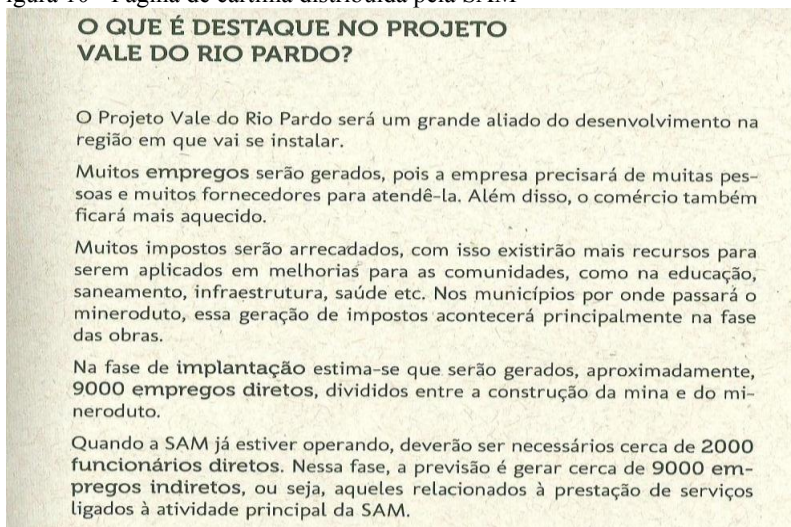 igura 10 - Página de cartilha distribuída pela SAM
O QUE É DESTAQUE NO PROJETO
VALE DO RIO PARDO?
O Projeto Vale do Rio Pardo será um grande aliado do desenvolvimento na
região em que vai se instalar.
Muitos empregos serão gerados, pois a empresa precisará de muitas pes-
soas e muitos fornecedores para atendê-la. Além disso, o comércio também
ficará mais aquecido.
Muitos impostos serão arrecadados, com isso existirão mais recursos para
serem aplicados em melhorias para as comunidades, como na educação,
saneamento, infraestrutura, saúde etc. Nos municípios por onde passará o
mineroduto, essa geração de impostos acontecerá principalmente na fase
das obras.
Na fase de implantação estima-se que serão gerados, aproximadamente,
9000 empregos diretos, divididos entre a construção da mina e do mi-
neroduto.
Quando a SAM já estiver operando, deverão ser necessários cerca de 2000
funcionários diretos. Nessa fase, a previsão é gerar cerca de 9000 em-
pregos indiretos, ou seja, aqueles relacionados à prestação de serviços
ligados à atividade principal da SAM.